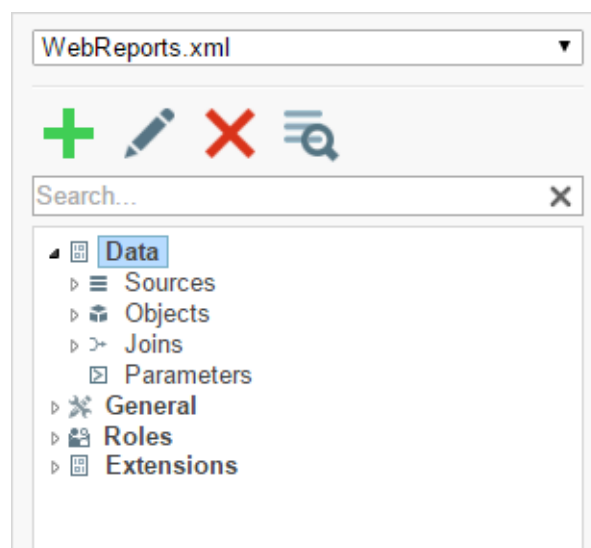 WebReports.xml
Search...
Data
Sources
Objects
Joins
Parameters
General
Roles
Extensions